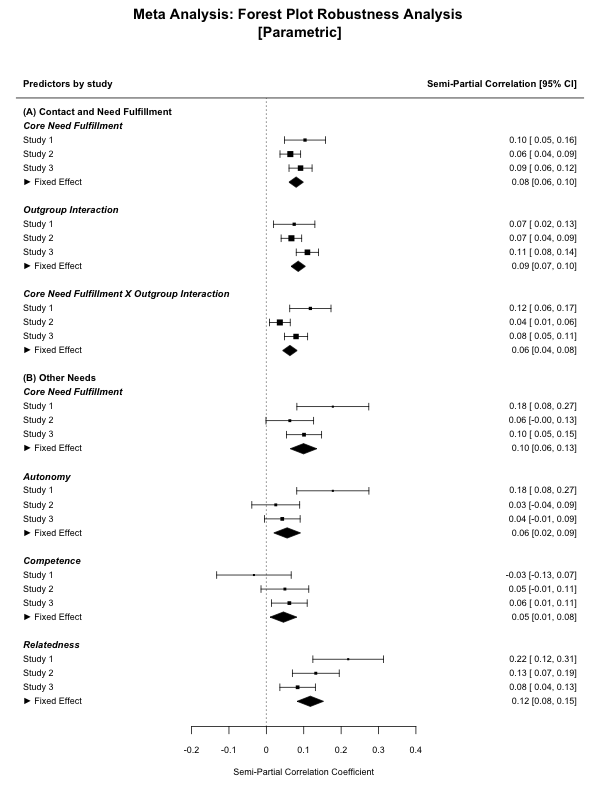 Meta Analysis: Forest Plot Robustness Analysis
[Parametric]
Predictors by study Semi-Partial Correlation [95% CI]
(A) Contact and Need Fulfillment
Core Need Fulfillment
Study 1 0.10 [ 0.05, 0.16]
Study 2 0.06 [ 0.04, 0.09]
Study 3 0.09 [ 0.06, 0.12]
► Fixed Effect 0.08 [0.06, 0.10]
Outgroup Interaction
Study 1 0.07 [ 0.02, 0.13]
Study 2 0.07 [ 0.04, 0.09]
Study 3 0.11 [ 0.08, 0.14]
► Fixed Effect 0.09 [0.07, 0.10]
Core Need Fulfillment X Outgroup Interaction
Study 1 0.12 [ 0.06, 0.17]
Study 2 0.04 [ 0.01, 0.06]
Study 3 0.08 [ 0.05, 0.11]
► Fixed Effect 0.06 [0.04, 0.08]
(B) Other Needs
Core Need Fulfillment
Study 1 0.18 [ 0.08, 0.27]
Study 2 0.06 [-0.00, 0.13]
Study 3 0.10 [ 0.05, 0.15]
► Fixed Effect 0.10 [0.06, 0.13]
Autonomy
Study 1 0.18 [ 0.08, 0.27]
Study 2 0.03 [-0.04, 0.09]
Study 3 0.04 [-0.01, 0.09]
► Fixed Effect 0.06 [0.02, 0.09]
Competence
Study 1 -0.03 [-0.13, 0.07]
Study 2 0.05 [-0.01, 0.11]
Study 3 0.06 [ 0.01, 0.11]
► Fixed Effect 0.05 [0.01, 0.08]
Relatedness
Study 1 0.22 [ 0.12, 0.31]
Study 2 0.13 [ 0.07, 0.19]
Study 3 0.08 [ 0.04, 0.13]
► Fixed Effect 0.12 [0.08, 0.15]
-0.2 -0.1 0 0.1 0.2 0.3 0.4
Semi-Partial Correlation Coefficient